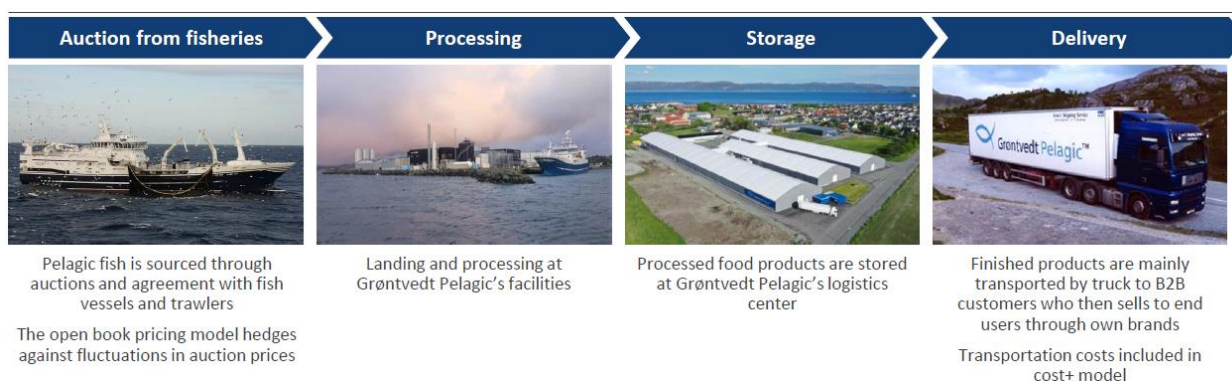 Auction from fisheries
Processing
Storage
Delivery
Grøntvedt Pelagic™
Pelagic fish is sourced through
auctions and agreement with fish
vessels and trawlers
The open book pricing model hedges
against fluctuations in auction prices
Landing and processing at
Grøntvedt Pelagic's facilities
Processed food products are stored
at Grøntvedt Pelagic's logistics
center
Finished products are mainly
transported by truck to B2B
customers who then sells to end
users through own brands
Transportation costs included in
cost+ model